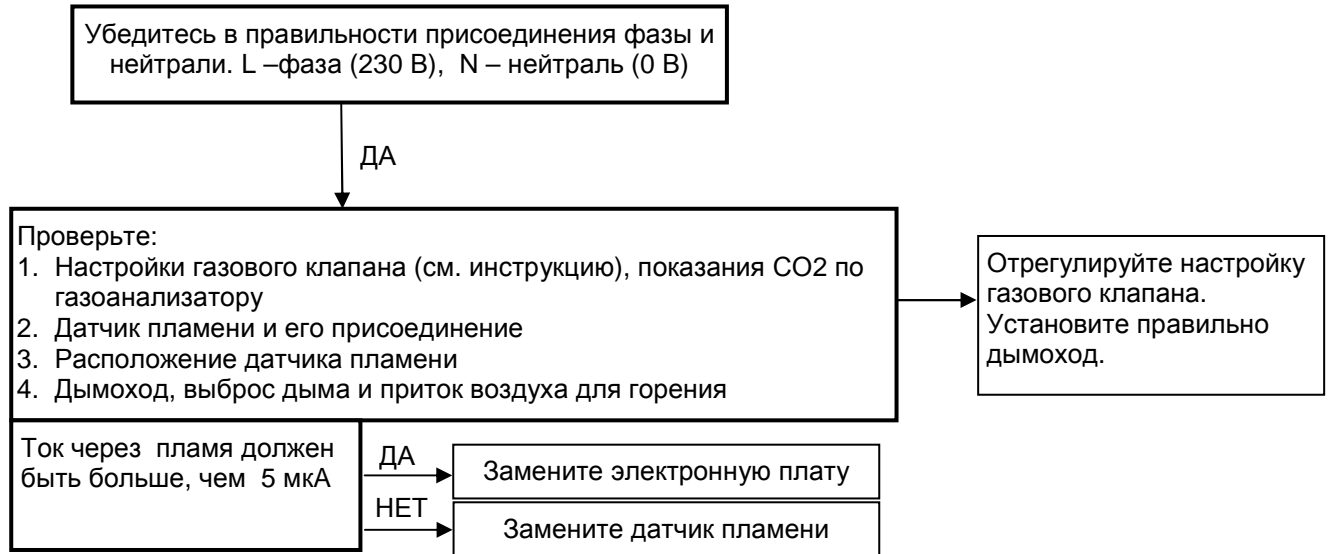 Убедитесь в правильности присоединения фазы и
нейтрали. L –фаза (230 В), N – нейтраль (0 В)
ДА
Проверьте:
1. Настройки газового клапана (см. инструкцию), показания СО2 по
газоанализатору
2. Датчик пламени и его присоединение
3. Расположение датчика пламени
4. Дымоход, выброс дыма и приток воздуха для горения
Отрегулируйте настройку
газового клапана.
Установите правильно
дымоход.
Ток через пламя должен
быть больше, чем 5 мкА
ДА
Замените электронную плату
НЕТ
Замените датчик пламени